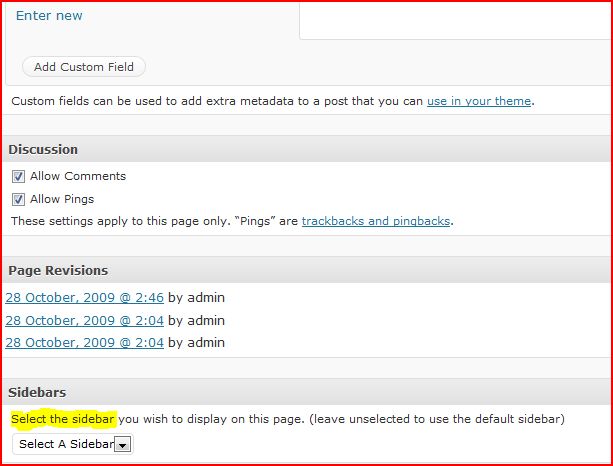 Enter new
Add Custom Field
Custom fields can be used to add extra metadata to a post that you can use in your theme.
Discussion
Allow Comments
Allow Pings
These settings apply to this page only. “Pings” are trackbacks and pingbacks.
Page Revisions
28 October, 2009 @ 2:46 by admin
28 October, 2009 @ 2:04 by admin
28 October, 2009 @ 2:04 by admin
Sidebars
Select the sidebar you wish to display on this page. (leave unselected to use the default sidebar)
Select A Sidebar